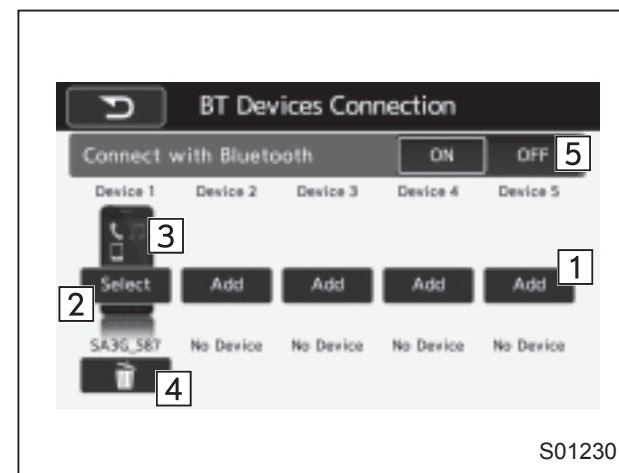 BT Devices Connection
Connect with Bluetooth ON OFF 5
Device 1 Device 2 Device 3 Device 4 Device 5
3
1
Select Add Add Add Add
2
SA3G_S87 No Device No Device No Device No Device
4
S01230